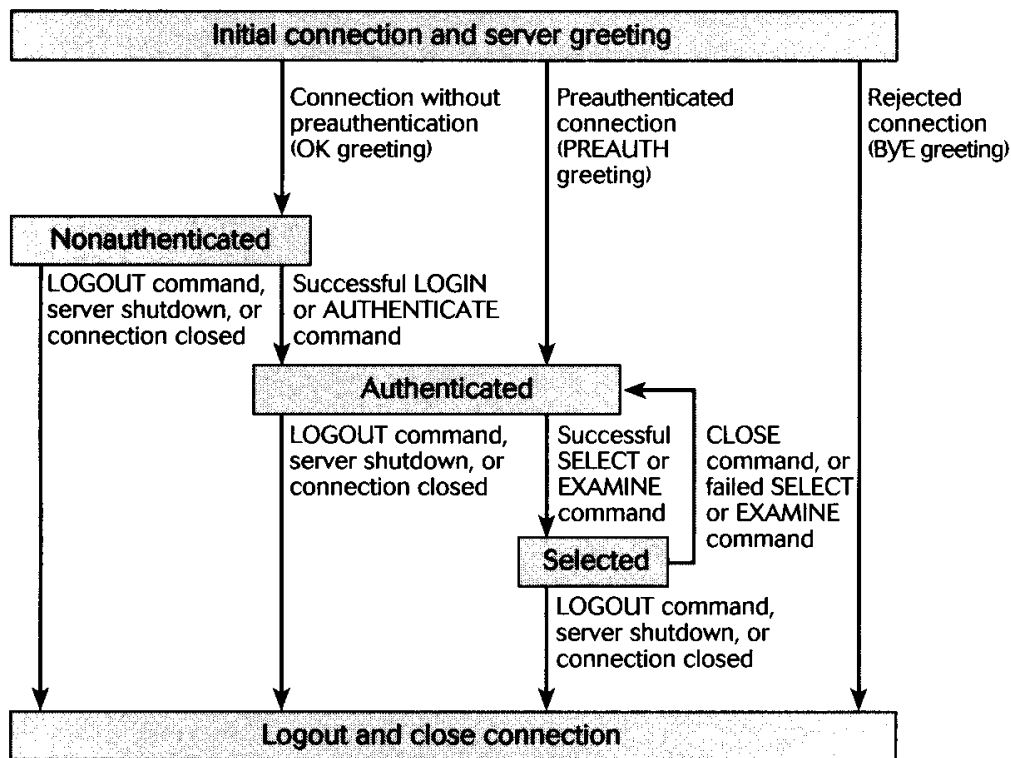 Initial connection and server greeting
Connection without
preauthentication
(OK greeting)
Preauthenticated
connection
(PREAUTH
greeting)
Rejected
connection
(BYE greeting)
Nonauthenticated
LOGOUT command,
server shutdown, or
connection closed
Successful LOGIN
or AUTHENTICATE
command
Authenticated
LOGOUT command,
server shutdown, or
connection closed
Successful
SELECT or
EXAMINE
command
CLOSE
command, or
failed SELECT
or EXAMINE
command
Selected
LOGOUT command,
server shutdown, or
connection closed
Logout and close connection